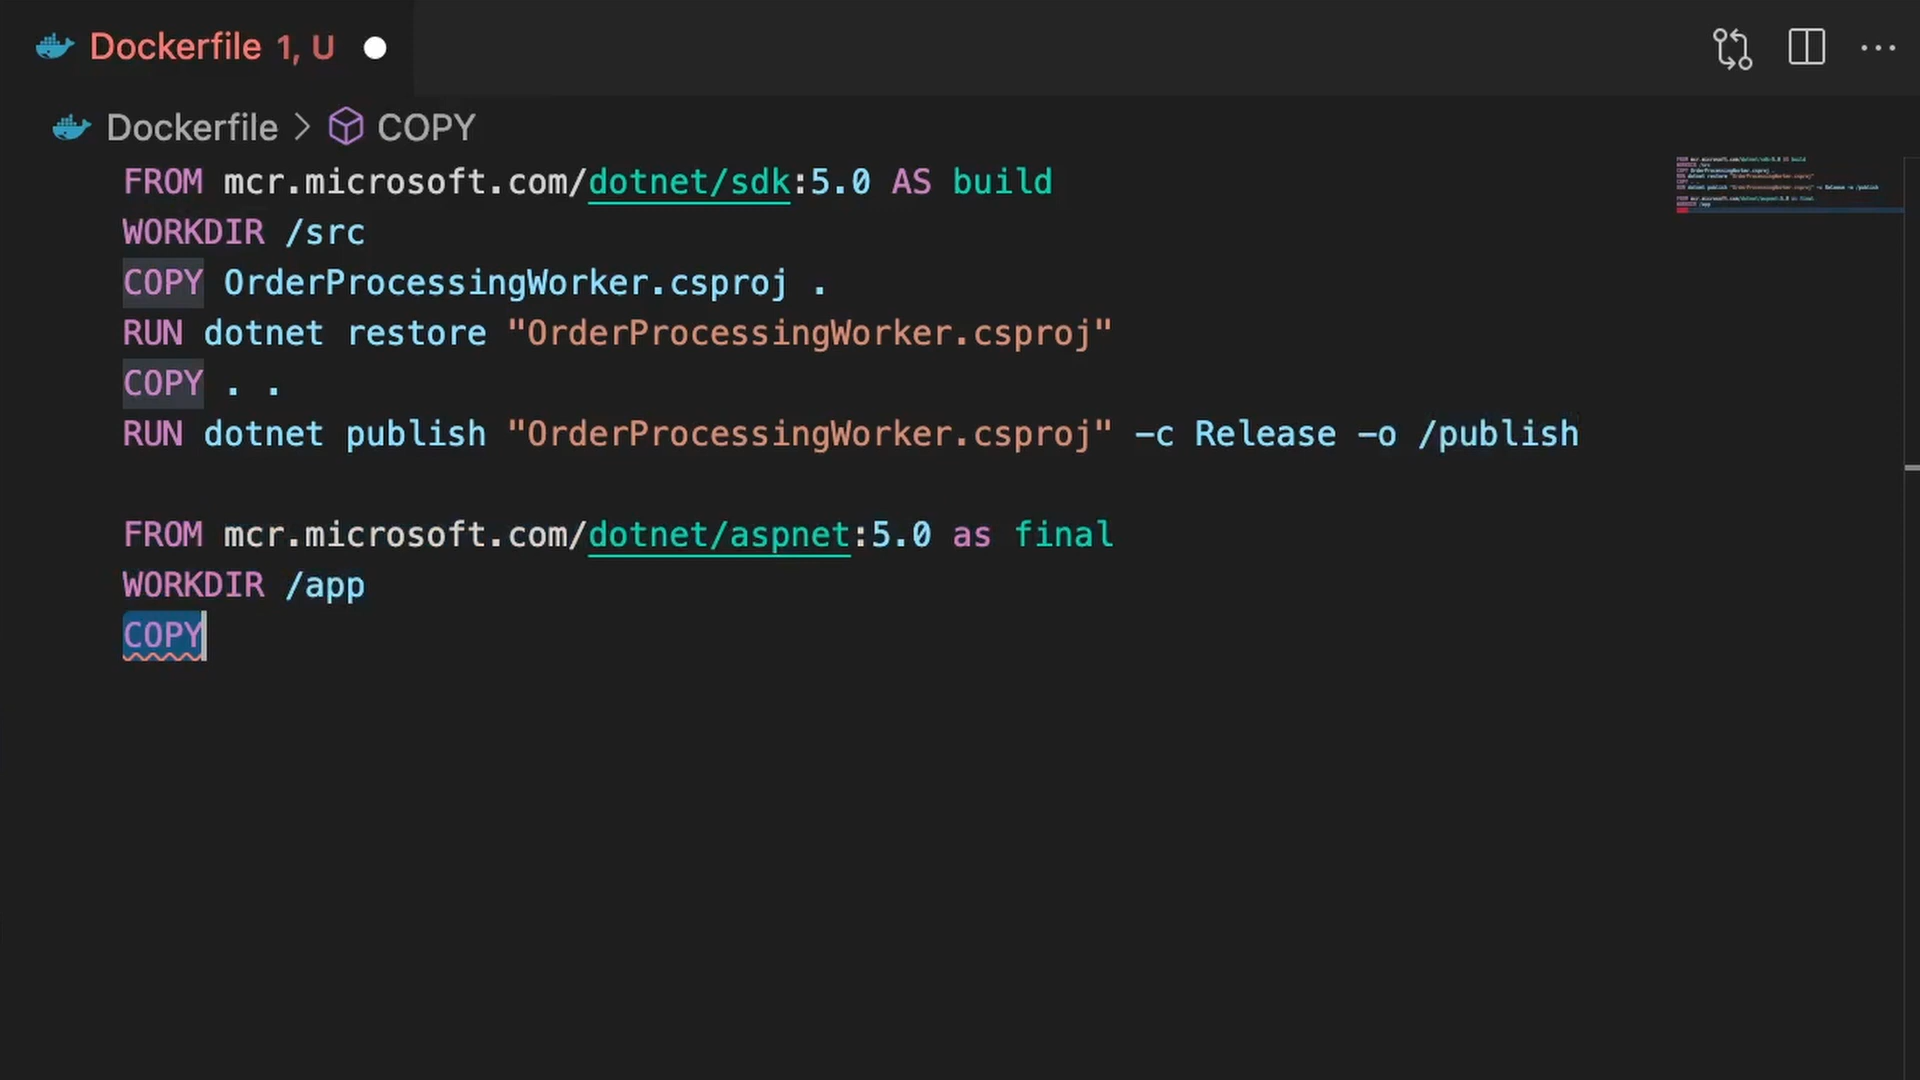 Dockerfile 1, U
Dockerfile > COPY
FROM mcr.microsoft.com/dotnet/sdk:5.0 AS build
WORKDIR /src
COPY OrderProcessingWorker.csproj .
RUN dotnet restore "OrderProcessingWorker.csproj"
COPY . .
RUN dotnet publish "OrderProcessingWorker.csproj" -c Release -o /publish
FROM mcr.microsoft.com/dotnet/aspnet:5.0 as final
WORKDIR /app
COPY